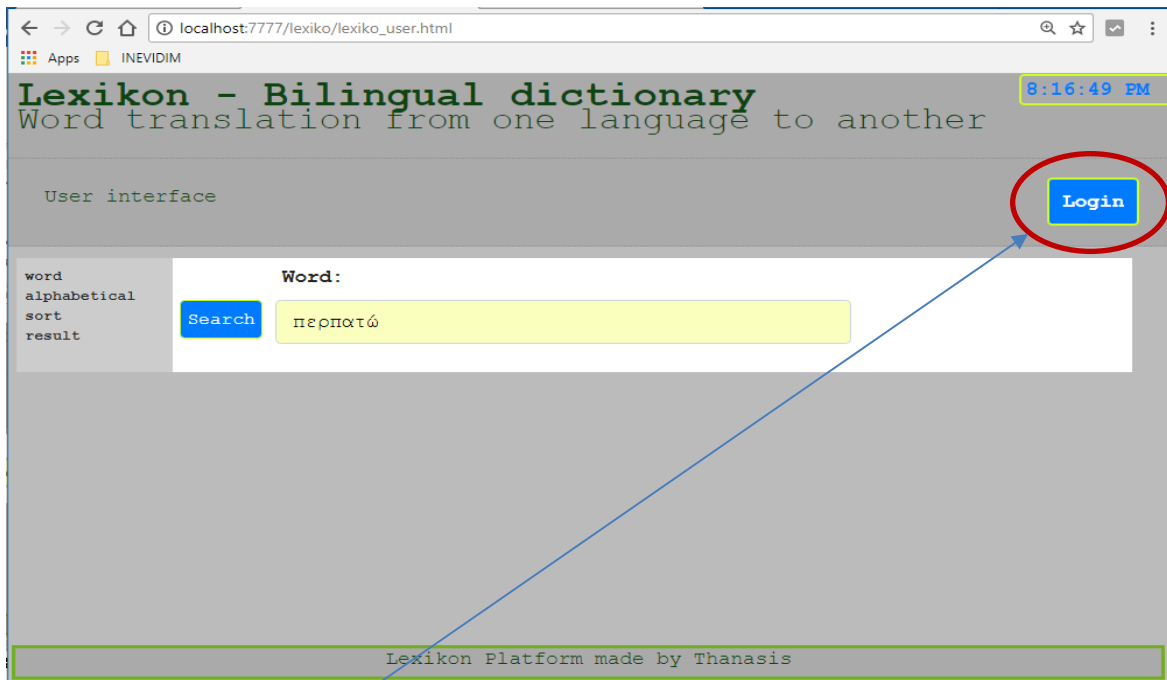 localhost:7777/lexiko/lexiko_user.html
Apps INEVIDIM
Lexikon - Bilingual dictionary
8:16:49 PM
Word translation from one language to another
User interface
Login
word
alphabetical
sort
result
Word:
Search
περπατώ
Lexikon Platform made by Thanasis